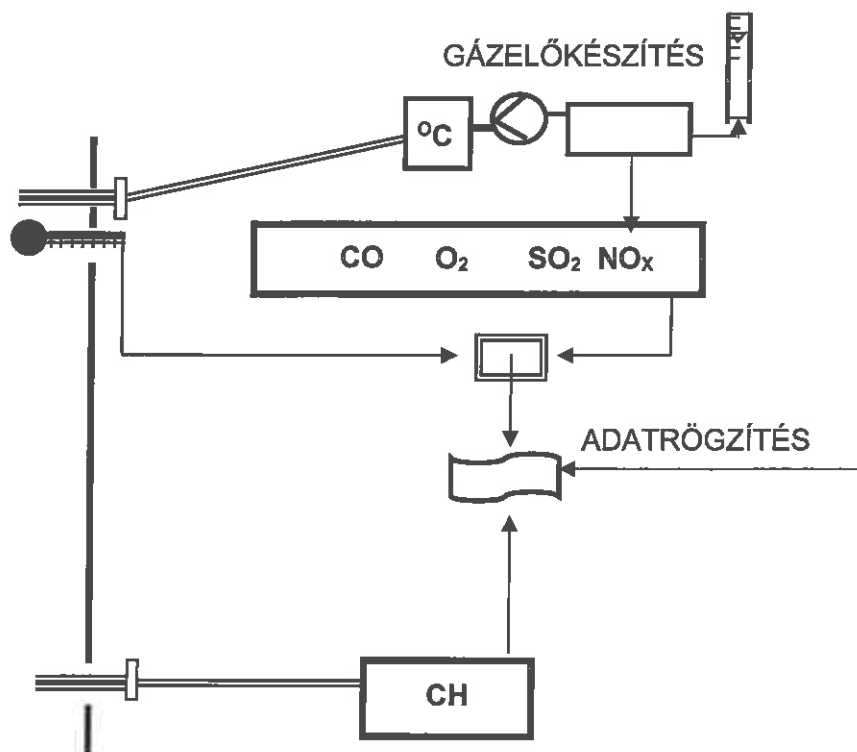 GÁZELŐKÉSZÍTÉS
°C
CO O₂ SO₂ NOₓ
ADATRÖGZÍTÉS
CH